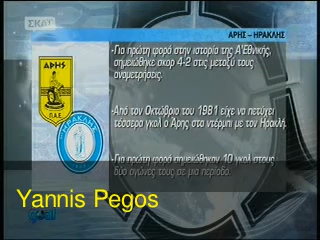 ΣΚΑΪ
ΑΡΗΣ – ΗΡΑΚΛΗΣ
-Για πρώτη φορά στην ιστορία της Α'Εθνικής,
σημειώθηκε σκορ 4-2 στις μεταξύ τους
αναμετρήσεις.
ΑΡΗΣ
Π.Α.Ε.
-Από τον Οκτώβριο του 1981 είχε να πετύχει
τέσσερα γκολ ο Άρης στο ντέρμπι με τον Ηρακλή.
ΗΡΑΚΛΗΣ
-Για πρώτη φορά σημειώθηκαν 10 γκολ στους
δύο αγώνες τους σε μια περίοδο.
Yannis Pegos
goal